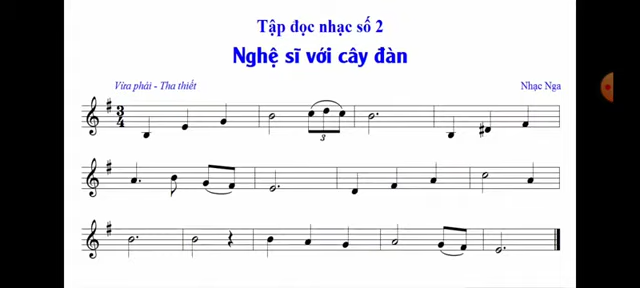 Tập đọc nhạc số 2
Nghệ sĩ với cây đàn
Vừa phải - Tha thiết
Nhạc Nga
3
4
3